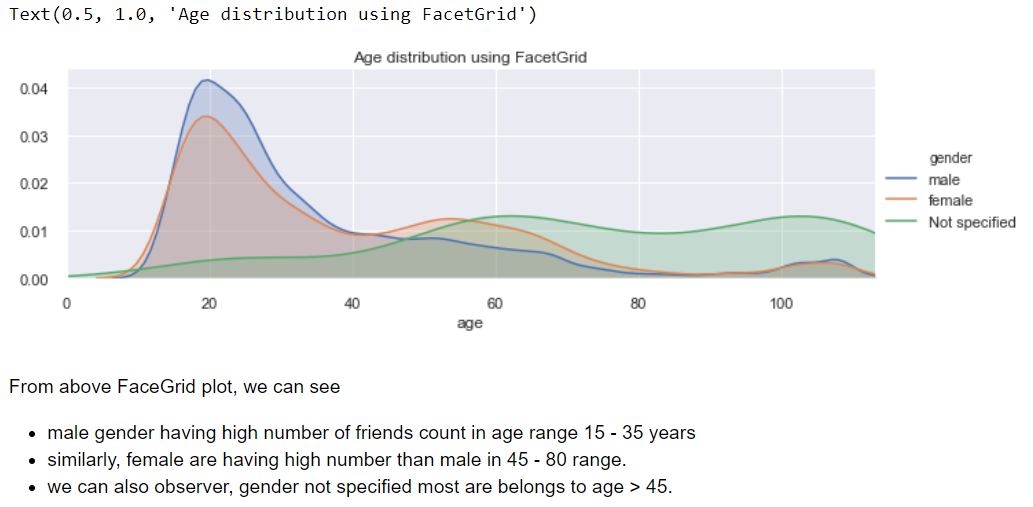 Text(0.5, 1.0, 'Age distribution using FacetGrid')
Age distribution using FacetGrid
0.04
0.03
0.02
0.01
0.00
0 20 40 60 80 100
age
gender
male
female
Not specified
From above FaceGrid plot, we can see
• male gender having high number of friends count in age range 15 - 35 years
• similarly, female are having high number than male in 45 - 80 range.
• we can also observer, gender not specified most are belongs to age > 45.